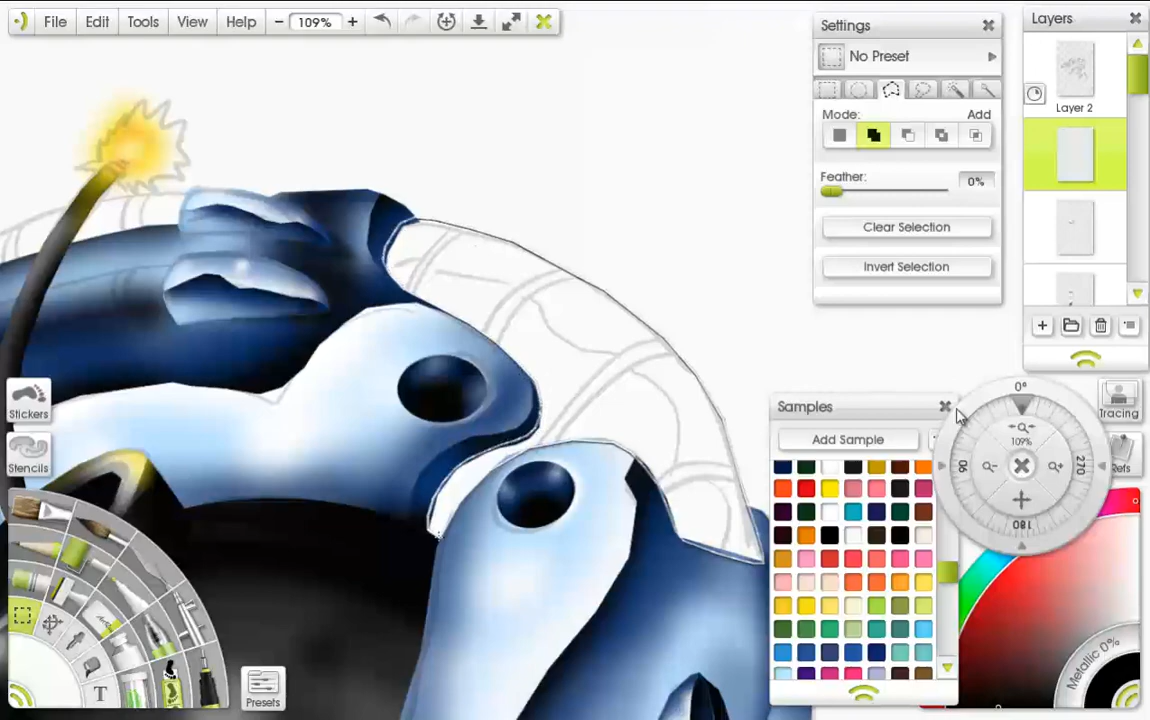 File Edit Tools View Help
109%
Settings
No Preset
Mode: Add
Feather:
0%
Clear Selection
Invert Selection
Layers
Layer 2
Samples
Add Sample
0°
109%
90
270
180
Tracing
Refs
Metallic 0%
Stickers
Stencils
T
Presets